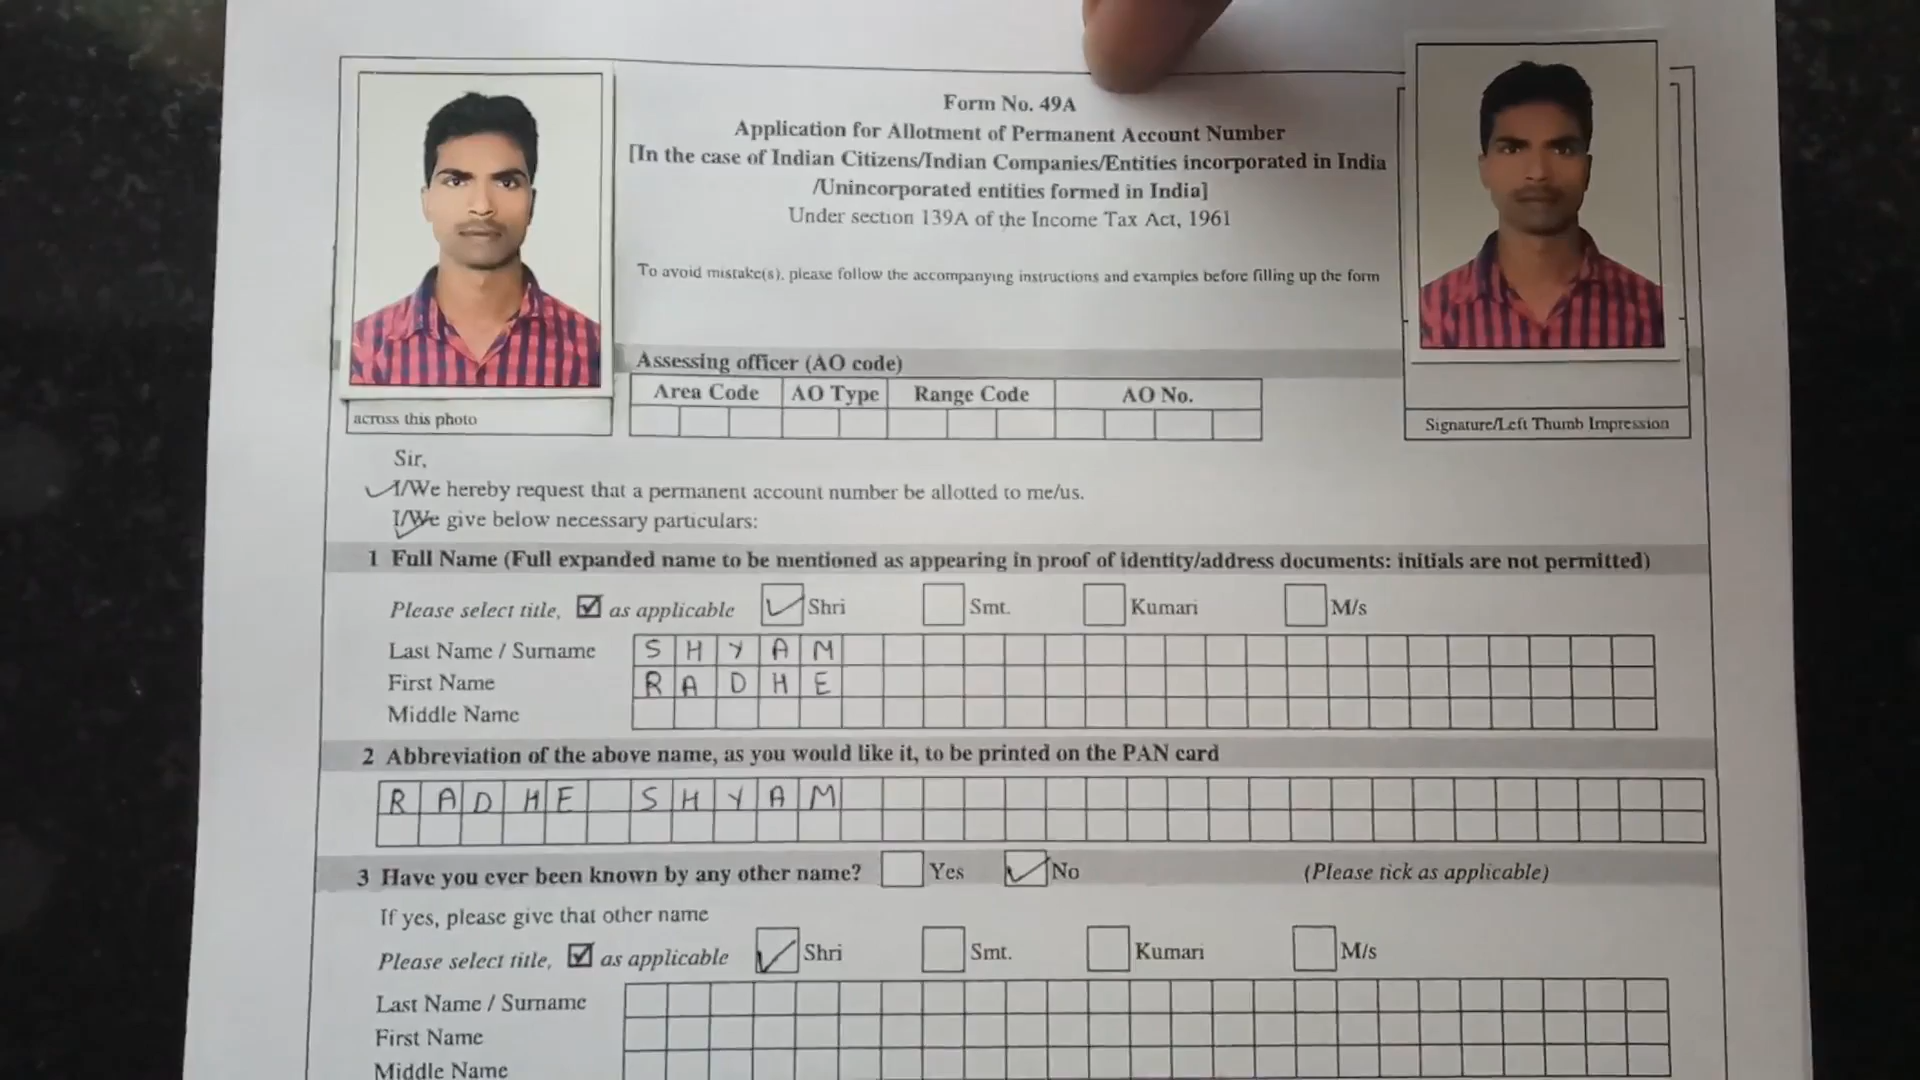 Form No. 49A
Application for Allotment of Permanent Account Number
[In the case of Indian Citizens/Indian Companies/Entities incorporated in India
/Unincorporated entities formed in India]
Under section 139A of the Income Tax Act, 1961
To avoid mistake(s), please follow the accompanying instructions and examples before filling up the form
Assessing officer (AO code)
Area Code AO Type Range Code AO No.
across this photo
Signature/Left Thumb Impression
Sir,
I/We hereby request that a permanent account number be allotted to me/us.
I/We give below necessary particulars:
1 Full Name (Full expanded name to be mentioned as appearing in proof of identity/address documents: initials are not permitted)
Please select title, ☑ as applicable Shri Smt. Kumari M/s
Last Name / Surname SHYAM
First Name RADHE
Middle Name
2 Abbreviation of the above name, as you would like it, to be printed on the PAN card
RADHE SHYAM
3 Have you ever been known by any other name? Yes No (Please tick as applicable)
If yes, please give that other name
Please select title, ☑ as applicable Shri Smt. Kumari M/s
Last Name / Surname
First Name
Middle Name